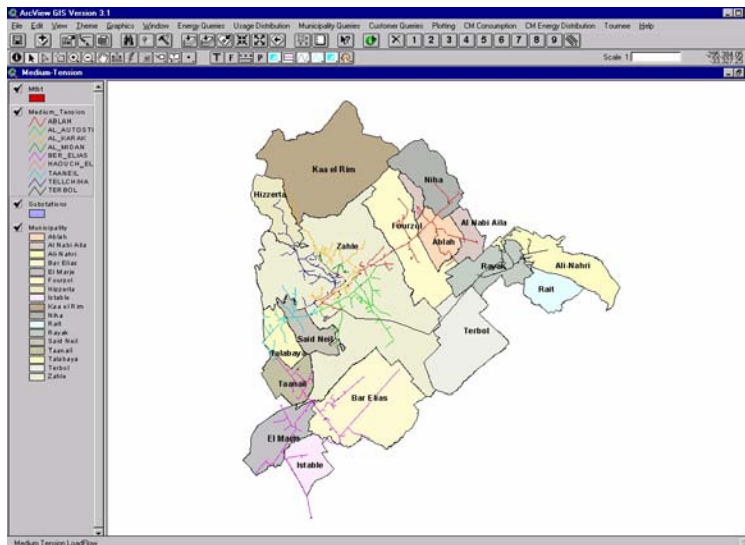 ArcView GIS Version 3.1
File Edit View Theme Graphics Window Energy Queries Usage Distribution Municipality Queries Customer Queries Plotting CM Consumption CM Energy Distribution Tournee Help
1 2 3 4 5 6 7 8 9
T F P
Scale 1:
Medium-Tension
Medium_Tension
ABLAH
AL_AUTOSTI
AL_KARAK
AL_MIDAN
BER_ELIAS
HAOUCH_EL
TAANEIL
TELLCHIHA
TERBOL
Substations
Municipality
Ablah
Al Nabi Aila
Ali-Nahri
Bar Elias
El Marje
Fourzol
Hizzerta
Istable
Kaa el Rim
Niha
Rait
Rayak
Said Neil
Taanail
Talabaya
Terbol
Zahle
Kaa el Rim
Niha
Hizzerta
Al Nabi Aila
Fourzol
Ablah
Zahle
Rayak
Ali-Nahri
Rait
Terbol
Said Neil
Talabaya
Taanail
Bar Elias
El Marje
Istable
Medium Tension LoadFlow